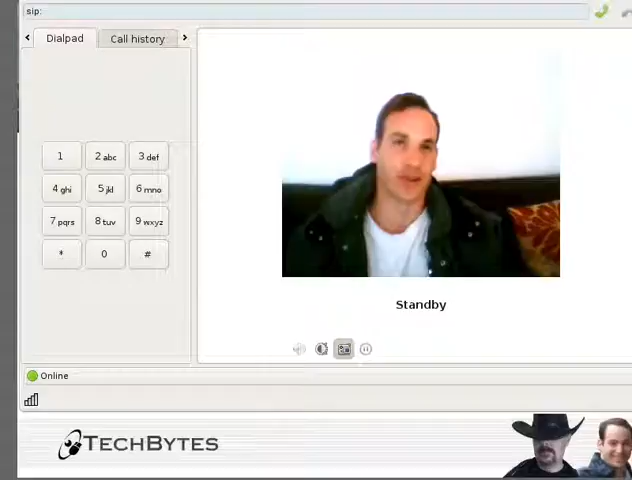 sip:
Dialpad Call history
1 2 abc 3 def
4 ghi 5 jkl 6 mno
7 pqrs 8 tuv 9 wxyz
* 0 #
Standby
Online
TECHBYTES